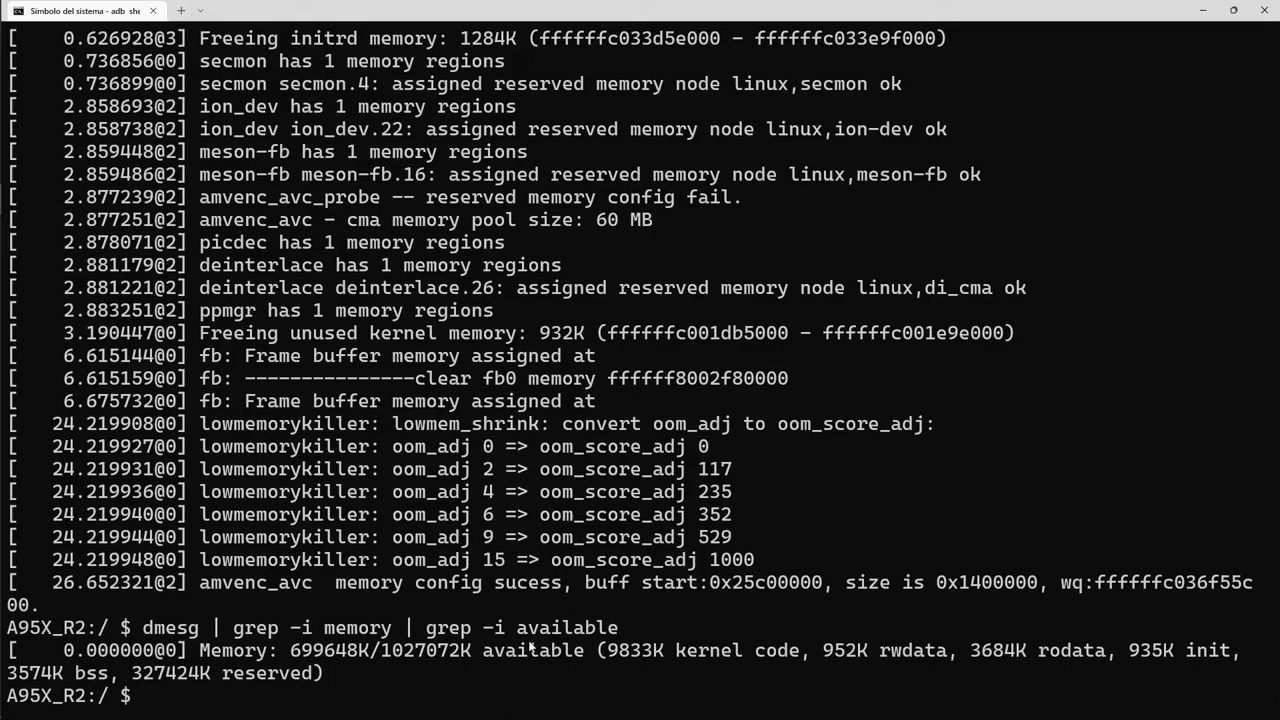 Símbolo del sistema - adb she
[    0.626928@3] Freeing initrd memory: 1284K (ffffffc033d5e000 - ffffffc033e9f000)
[    0.736856@0] secmon has 1 memory regions
[    0.736899@0] secmon secmon.4: assigned reserved memory node linux,secmon ok
[    2.858693@2] ion_dev has 1 memory regions
[    2.858738@2] ion_dev ion_dev.22: assigned reserved memory node linux,ion-dev ok
[    2.859448@2] meson-fb has 1 memory regions
[    2.859486@2] meson-fb meson-fb.16: assigned reserved memory node linux,meson-fb ok
[    2.877239@2] amvenc_avc_probe -- reserved memory config fail.
[    2.877251@2] amvenc_avc - cma memory pool size: 60 MB
[    2.878071@2] picdec has 1 memory regions
[    2.881179@2] deinterlace has 1 memory regions
[    2.881221@2] deinterlace deinterlace.26: assigned reserved memory node linux,di_cma ok
[    2.883251@2] ppmgr has 1 memory regions
[    3.190447@0] Freeing unused kernel memory: 932K (ffffffc001db5000 - ffffffc001e9e000)
[    6.615144@0] fb: Frame buffer memory assigned at
[    6.615159@0] fb: ---------------clear fb0 memory ffffff8002f80000
[    6.675732@0] fb: Frame buffer memory assigned at
[   24.219908@0] lowmemorykiller: lowmem_shrink: convert oom_adj to oom_score_adj:
[   24.219927@0] lowmemorykiller: oom_adj 0 => oom_score_adj 0
[   24.219931@0] lowmemorykiller: oom_adj 2 => oom_score_adj 117
[   24.219936@0] lowmemorykiller: oom_adj 4 => oom_score_adj 235
[   24.219940@0] lowmemorykiller: oom_adj 6 => oom_score_adj 352
[   24.219944@0] lowmemorykiller: oom_adj 9 => oom_score_adj 529
[   24.219948@0] lowmemorykiller: oom_adj 15 => oom_score_adj 1000
[   26.652321@2] amvenc_avc  memory config sucess, buff start:0x25c00000, size is 0x1400000, wq:ffffffc036f55c
00.
A95X_R2:/ $ dmesg | grep -i memory | grep -i available
[    0.000000@0] Memory: 699648K/1027072K available (9833K kernel code, 952K rwdata, 3684K rodata, 935K init,
3574K bss, 327424K reserved)
A95X_R2:/ $